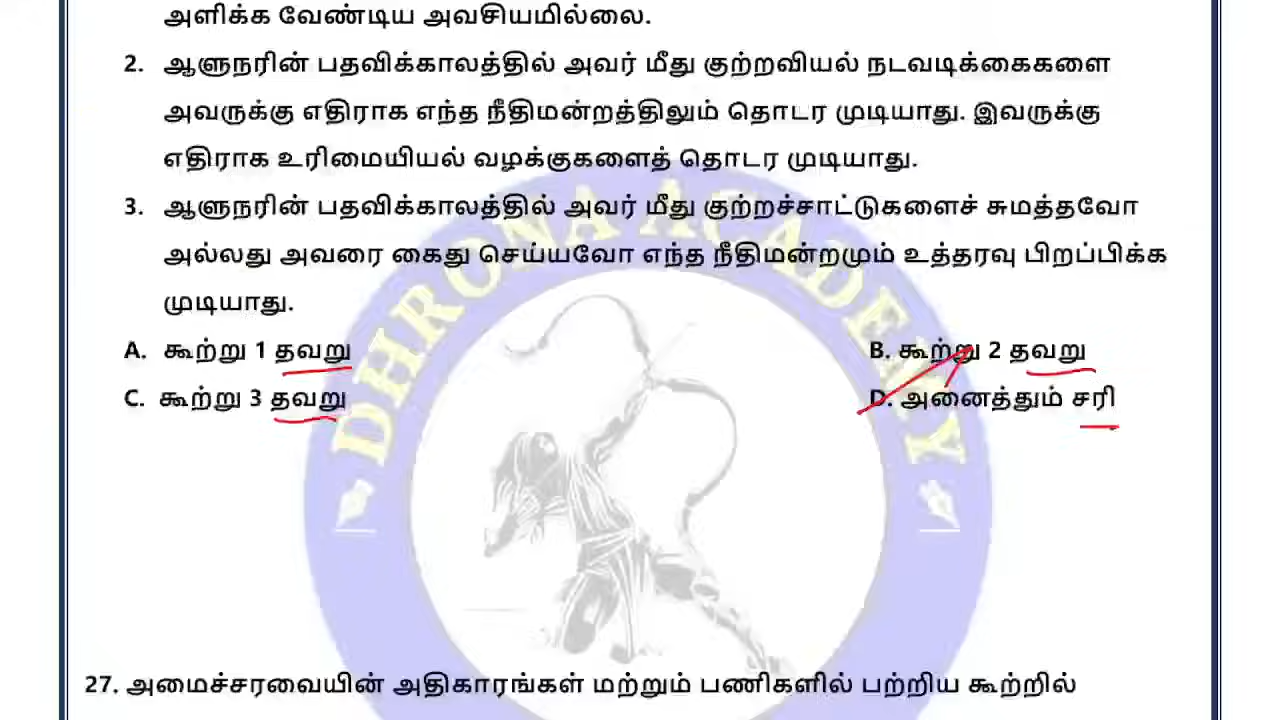 அளிக்க வேண்டிய அவசியமில்லை.
2. ஆளுநரின் பதவிக்காலத்தில் அவர் மீது குற்றவியல் நடவடிக்கைகளை
அவருக்கு எதிராக எந்த நீதிமன்றத்திலும் தொடர முடியாது. இவருக்கு
எதிராக உரிமையியல் வழக்குகளைத் தொடர முடியாது.
3. ஆளுநரின் பதவிக்காலத்தில் அவர் மீது குற்றச்சாட்டுகளைச் சுமத்தவோ
அல்லது அவரை கைது செய்யவோ எந்த நீதிமன்றமும் உத்தரவு பிறப்பிக்க
முடியாது.
A. கூற்று 1 தவறு B. கூற்று 2 தவறு
C. கூற்று 3 தவறு D. அனைத்தும் சரி
DHRONA ACADEMY
27. அமைச்சரவையின் அதிகாரங்கள் மற்றும் பணிகளில் பற்றிய கூற்றில்